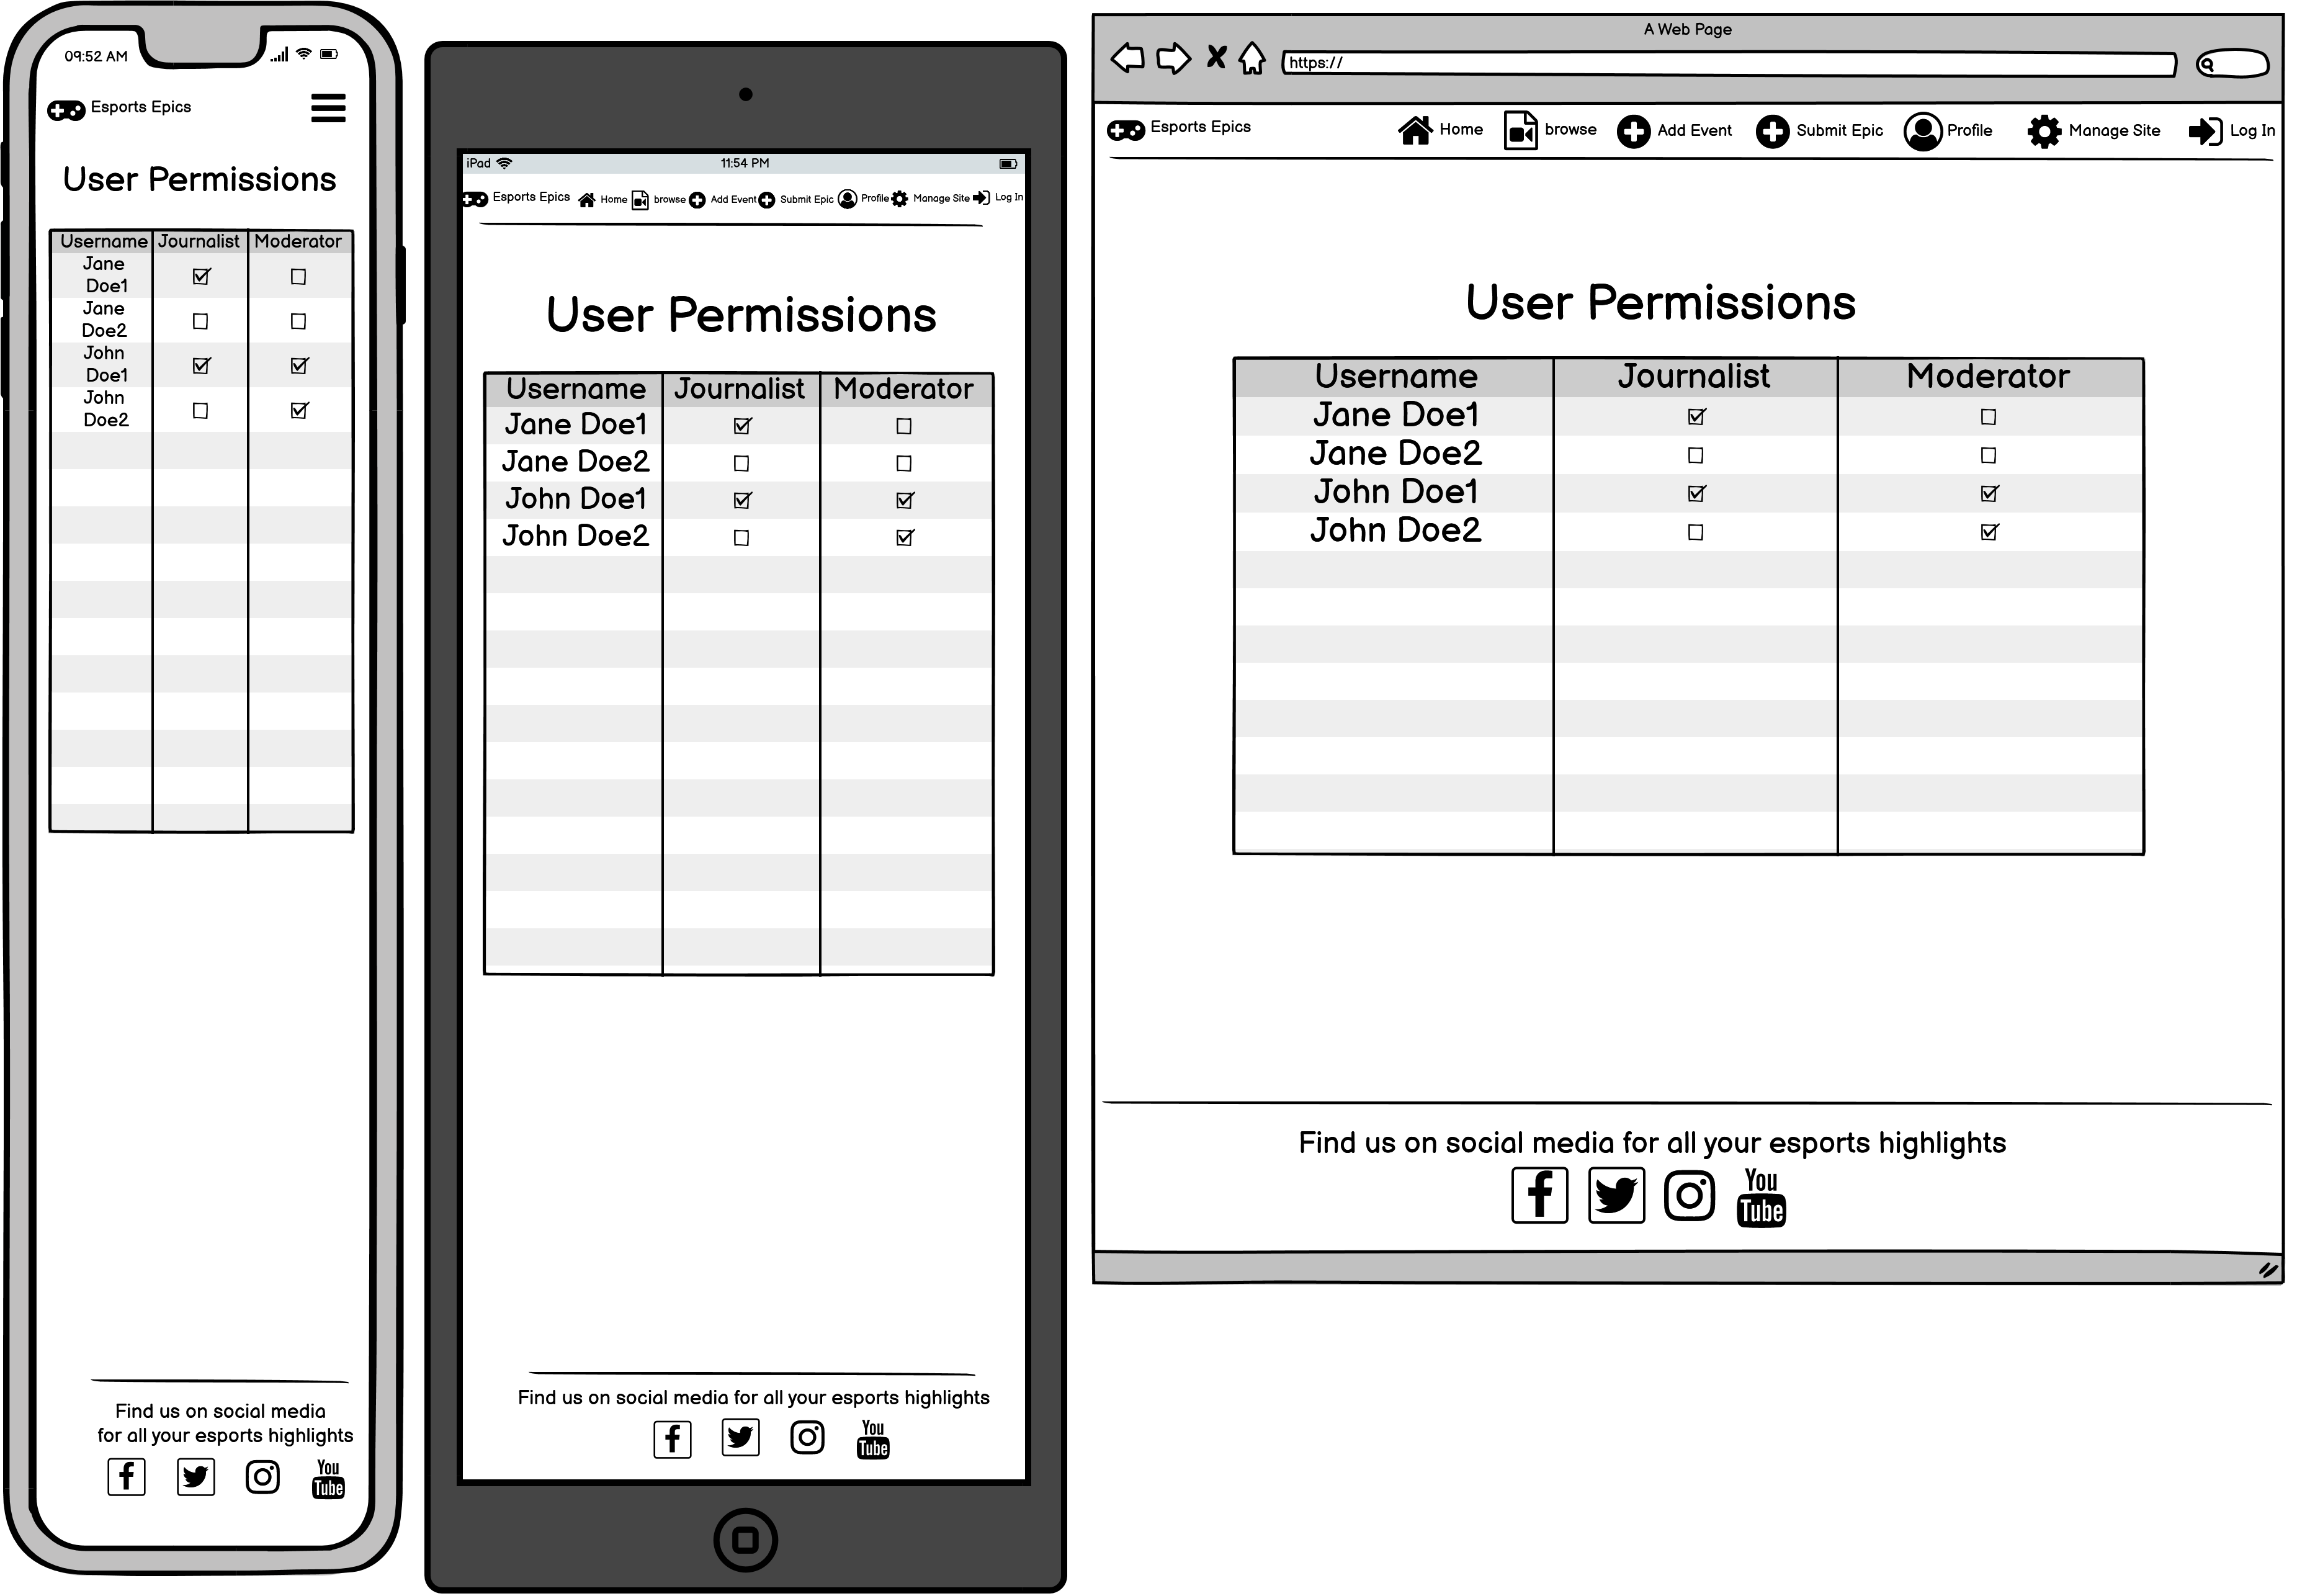 09:52 AM
Esports Epics
User Permissions
Username Journalist Moderator
Jane
Doe1
Jane
Doe2
John
Doe1
John
Doe2
Find us on social media
for all your esports highlights
You
Tube
iPad 11:54 PM
Esports Epics Home browse Add Event Submit Epic Profile Manage Site Log In
User Permissions
Username Journalist Moderator
Jane Doe1
Jane Doe2
John Doe1
John Doe2
Find us on social media for all your esports highlights
You
Tube
A Web Page
https://
Esports Epics Home browse Add Event Submit Epic Profile Manage Site Log In
User Permissions
Username Journalist Moderator
Jane Doe1
Jane Doe2
John Doe1
John Doe2
Find us on social media for all your esports highlights
You
Tube